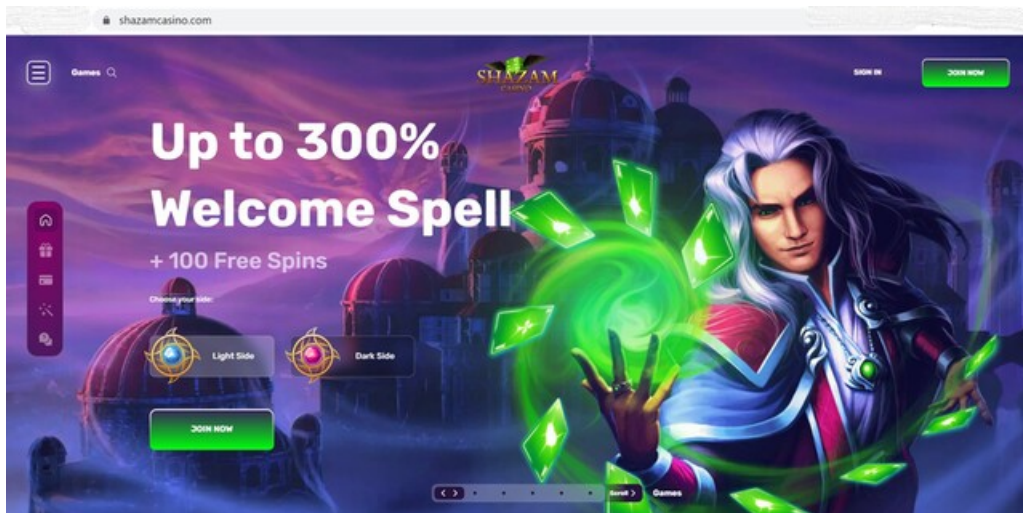 shazamcasino.com
Games
SHAZAM
CASINO
SIGN IN
JOIN NOW
Up to 300%
Welcome Spell
+ 100 Free Spins
Choose your side:
Light Side
Dark Side
JOIN NOW
Scroll
Games